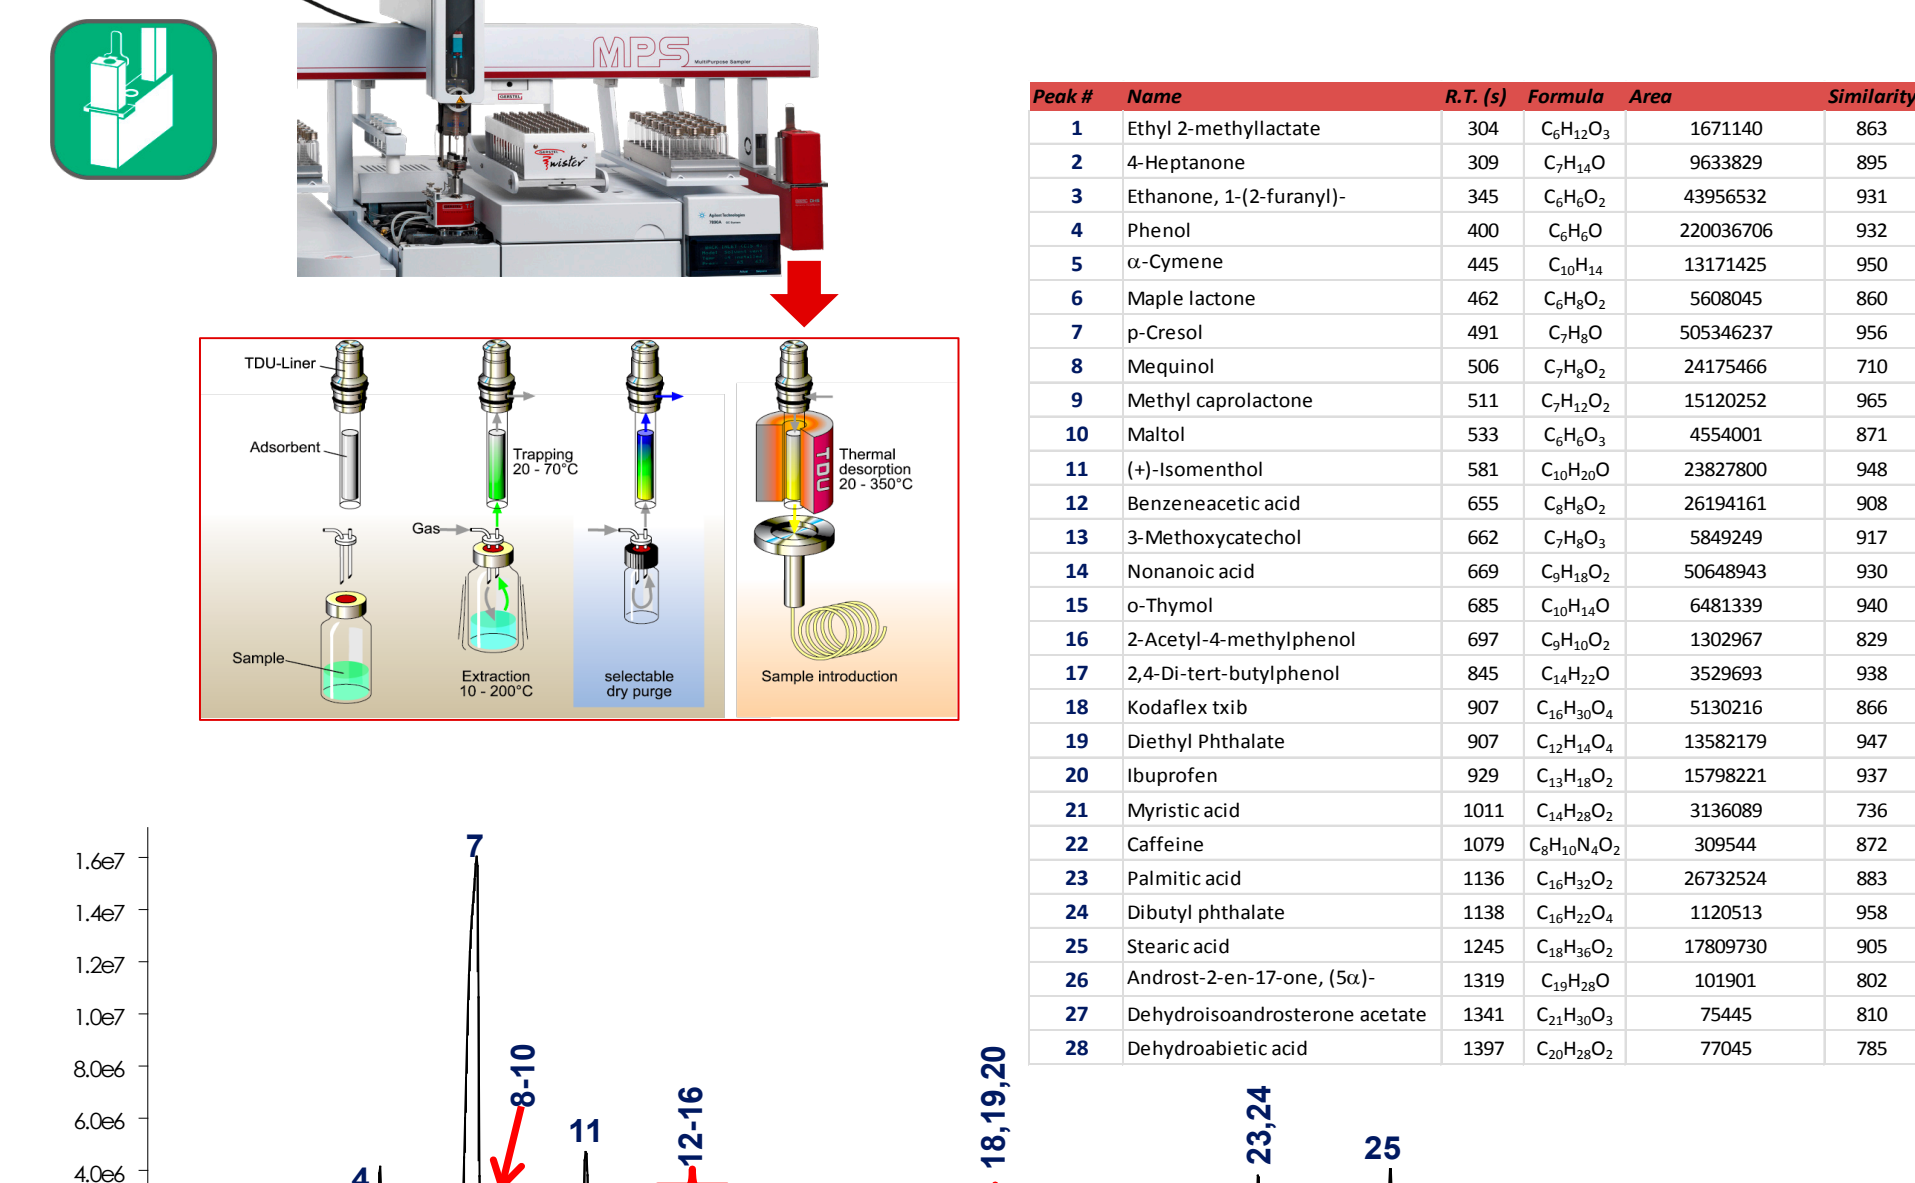 MPS MultiPurpose Sampler
GERSTEL
GERSTEL
Twister
Agilent Technologies
TDU-Liner
Adsorbent
Trapping
20 - 70°C
Thermal
desorption
20 - 350°C
TDU
Gas
Sample
Extraction
10 - 200°C
selectable
dry purge
Sample introduction
Peak # Name R.T. (s) Formula Area Similarity
1 Ethyl 2-methyllactate 304 C₆H₁₂O₃ 1671140 863
2 4-Heptanone 309 C₇H₁₄O 9633829 895
3 Ethanone, 1-(2-furanyl)- 345 C₆H₆O₂ 43956532 931
4 Phenol 400 C₆H₆O 220036706 932
5 α-Cymene 445 C₁₀H₁₄ 13171425 950
6 Maple lactone 462 C₆H₈O₂ 5608045 860
7 p-Cresol 491 C₇H₈O 505346237 956
8 Mequinol 506 C₇H₈O₂ 24175466 710
9 Methyl caprolactone 511 C₇H₁₂O₂ 15120252 965
10 Maltol 533 C₆H₆O₃ 4554001 871
11 (+)-Isomenthol 581 C₁₀H₂₀O 23827800 948
12 Benzeneacetic acid 655 C₈H₈O₂ 26194161 908
13 3-Methoxycatechol 662 C₇H₈O₃ 5849249 917
14 Nonanoic acid 669 C₉H₁₈O₂ 50648943 930
15 o-Thymol 685 C₁₀H₁₄O 6481339 940
16 2-Acetyl-4-methylphenol 697 C₉H₁₀O₂ 1302967 829
17 2,4-Di-tert-butylphenol 845 C₁₄H₂₂O 3529693 938
18 Kodaflex txib 907 C₁₆H₃₀O₄ 5130216 866
19 Diethyl Phthalate 907 C₁₂H₁₄O₄ 13582179 947
20 Ibuprofen 929 C₁₃H₁₈O₂ 15798221 937
21 Myristic acid 1011 C₁₄H₂₈O₂ 3136089 736
22 Caffeine 1079 C₈H₁₀N₄O₂ 309544 872
23 Palmitic acid 1136 C₁₆H₃₂O₂ 26732524 883
24 Dibutyl phthalate 1138 C₁₆H₂₂O₄ 1120513 958
25 Stearic acid 1245 C₁₈H₃₆O₂ 17809730 905
26 Androst-2-en-17-one, (5α)- 1319 C₁₉H₂₈O 101901 802
27 Dehydroisoandrosterone acetate 1341 C₂₁H₃₀O₃ 75445 810
28 Dehydroabietic acid 1397 C₂₀H₂₈O₂ 77045 785
1.6e7
1.4e7
1.2e7
1.0e7
8.0e6
6.0e6
4.0e6
4
7
8-10
11
12-16
18,19,20
23,24
25